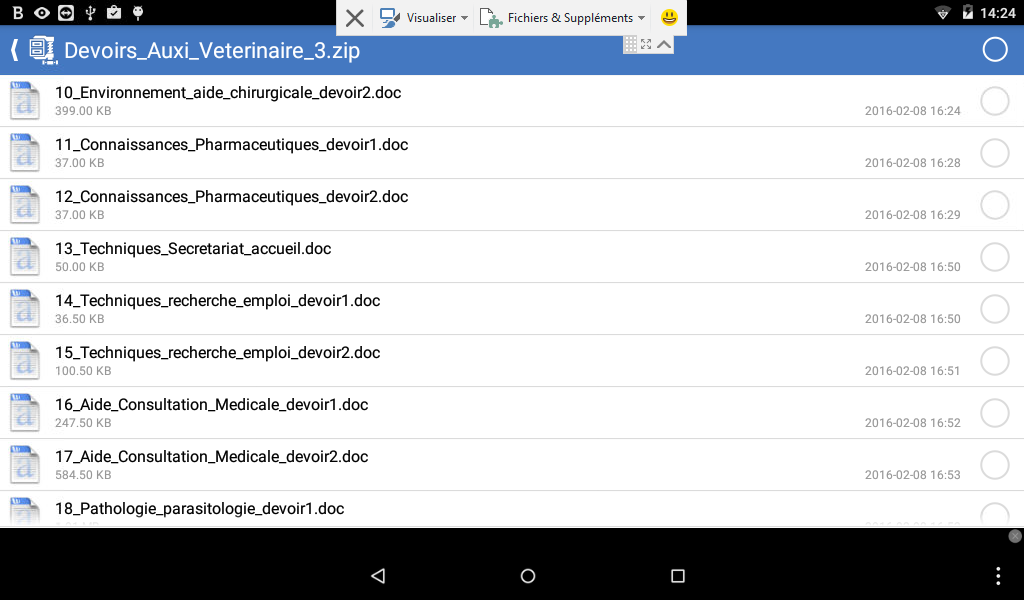 14:24
Visualiser
Fichiers & Suppléments
Devoirs_Auxi_Veterinaire_3.zip
10_Environnement_aide_chirurgicale_devoir2.doc
399.00 KB
2016-02-08 16:24
11_Connaissances_Pharmaceutiques_devoir1.doc
37.00 KB
2016-02-08 16:28
12_Connaissances_Pharmaceutiques_devoir2.doc
37.00 KB
2016-02-08 16:29
13_Techniques_Secretariat_accueil.doc
50.00 KB
2016-02-08 16:50
14_Techniques_recherche_emploi_devoir1.doc
36.50 KB
2016-02-08 16:50
15_Techniques_recherche_emploi_devoir2.doc
100.50 KB
2016-02-08 16:51
16_Aide_Consultation_Medicale_devoir1.doc
247.50 KB
2016-02-08 16:52
17_Aide_Consultation_Medicale_devoir2.doc
584.50 KB
2016-02-08 16:53
18_Pathologie_parasitologie_devoir1.doc